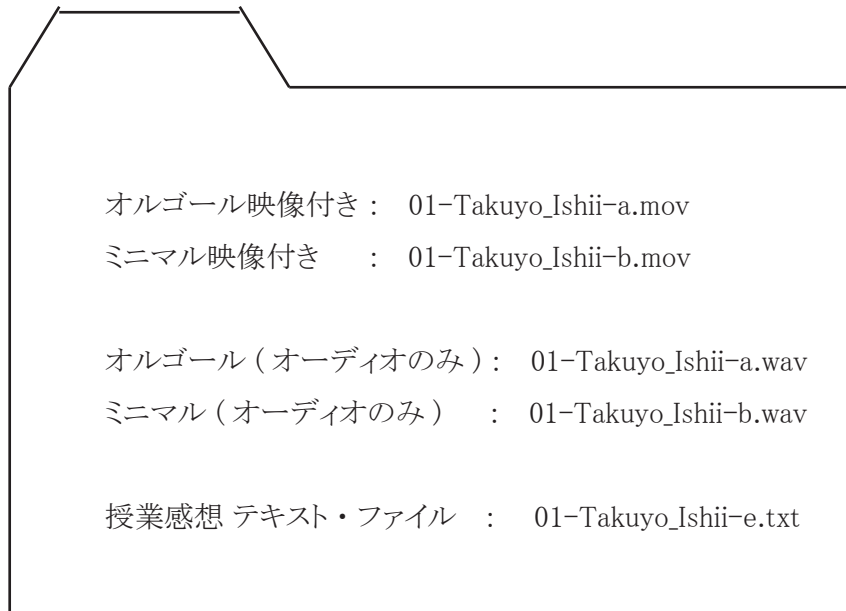 オルゴール映像付き： 01-Takuyo_Ishii-a.mov
ミニマル映像付き ： 01-Takuyo_Ishii-b.mov
オルゴール ( オーディオのみ )： 01-Takuyo_Ishii-a.wav
ミニマル ( オーディオのみ ) ： 01-Takuyo_Ishii-b.wav
授業感想 テキスト・ファイル ： 01-Takuyo_Ishii-e.txt